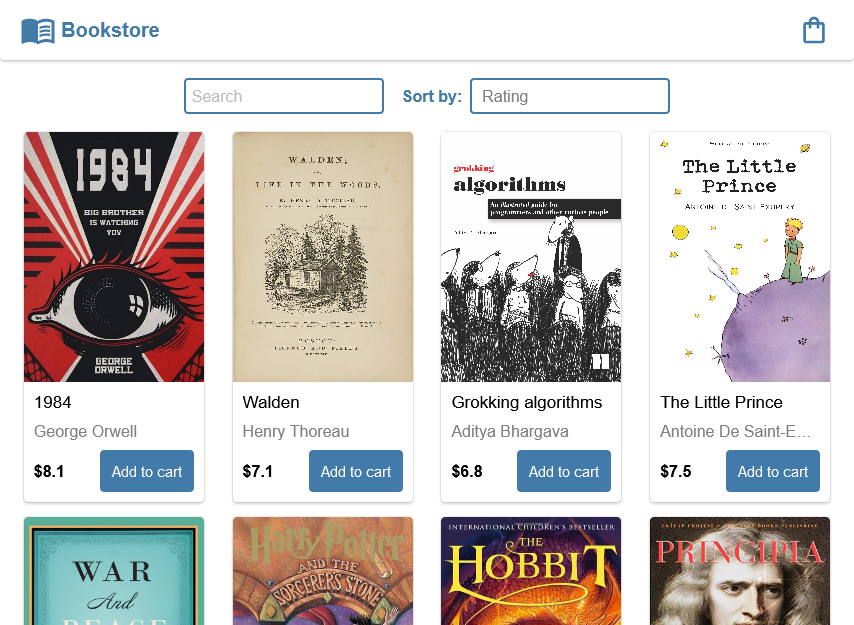 Bookstore
Search
Sort by:
Rating
1984
BIG BROTHER
IS WATCHING
YOU
GEORGE
ORWELL
WALDEN;
OR,
LIFE IN THE WOODS.
grokking
algorithms
An illustrated guide for
programmers and other curious people
The Little
Prince
ANTOINE DE SAINT-EXUPÉRY
1984
George Orwell
$8.1
Add to cart
Walden
Henry Thoreau
$7.1
Add to cart
Grokking algorithms
Aditya Bhargava
$6.8
Add to cart
The Little Prince
Antoine De Saint-E...
$7.5
Add to cart
WAR
And
PEACE
Harry Potter
AND THE
SORCERER'S STONE
INTERNATIONAL CHILDREN'S BESTSELLER
THE
HOBBIT
PRINCIPIA